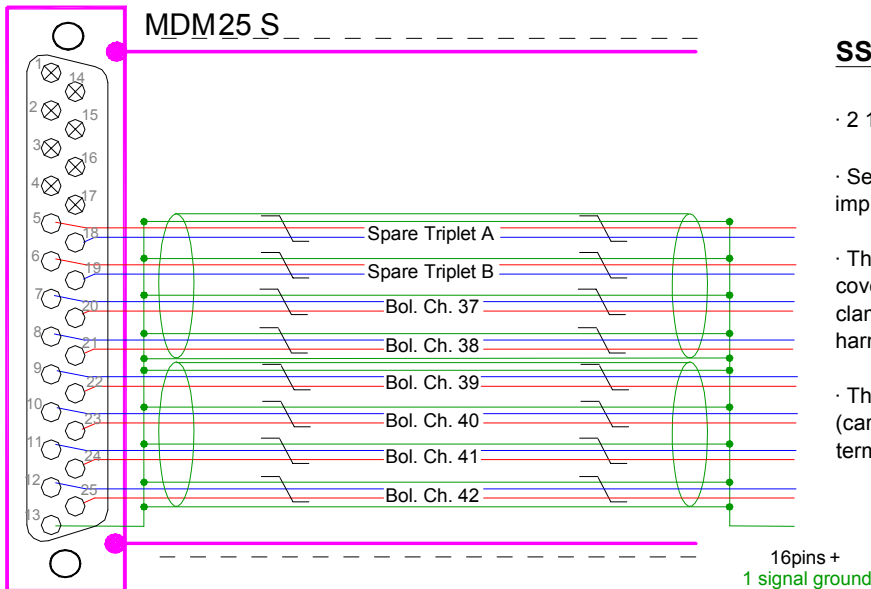 MDM25 S
SS
· 2 1
· Se
imp
· Th
cove
clan
harr
· Th
(car
term
1
14
2
15
3
16
4
17
5
18
Spare Triplet A
6
19
Spare Triplet B
7
20
Bol. Ch. 37
8
21
Bol. Ch. 38
9
22
Bol. Ch. 39
10
23
Bol. Ch. 40
11
24
Bol. Ch. 41
12
25
Bol. Ch. 42
13
16pins +
1 signal ground